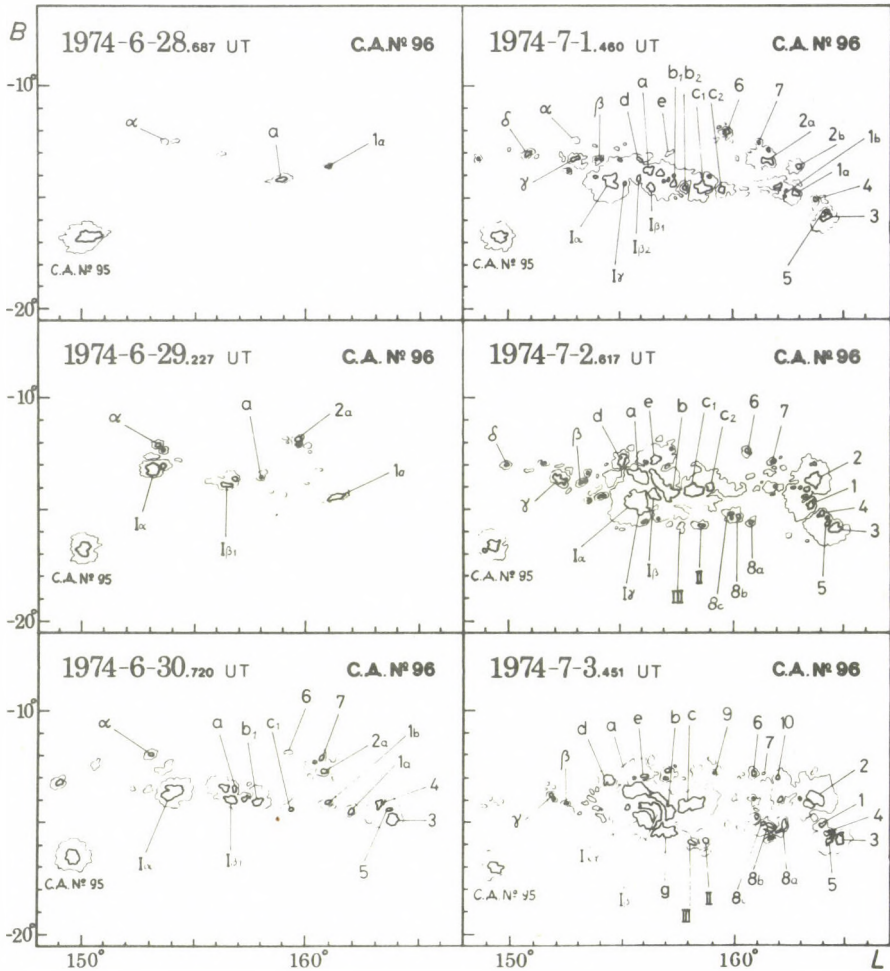 B
1974-6-28.687 UT C.A.Nº 96
-10°
α
a
1a
C.A. Nº 95
-20°
1974-7-1.460 UT C.A.Nº 96
a b₁ b₂ c₁ c₂ 6
δ α β d e 7
2a
2b
1b
γ
1a
4
3
Iα
Iγ
Iβ₂
Iβ₁
5
C.A. Nº 95
1974-6-29.227 UT C.A. Nº 96
-10°
α
a
2a
1a
Iα
Iβ₁
C.A. Nº 95
-20°
1974-7-2.617 UT C.A. Nº 96
δ β d a e b c₁ c₂ 6 7
2
1
4
3
γ
Iα
Iγ
Iβ
III
II
8c
8b
8a
5
C.A. Nº 95
1974-6-30.720 UT C.A. Nº 96
-10°
α
a
b₁
c₁
6
7
2a
1b
1a
4
3
5
Iα
Iβ₁
C.A. Nº 95
-20°
150° 160°
1974-7-3.451 UT C.A. Nº 96
β d a e b c 9 6 7 10
2
1
4
3
γ
g
III
II
8c
8b
8a
5
C.A. Nº 95
150° 160° L